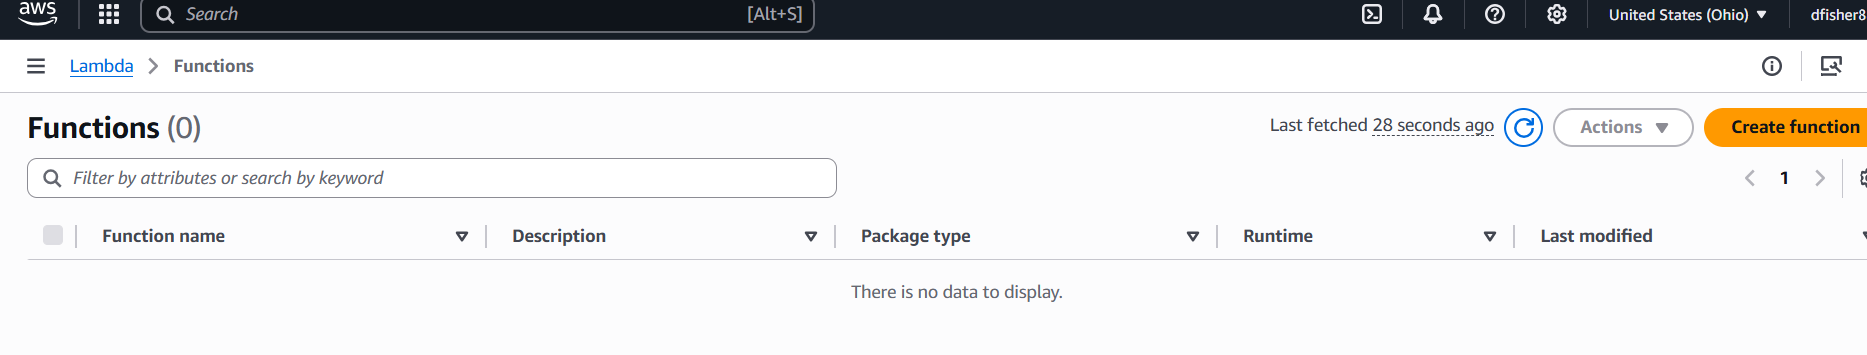 aws Search [Alt+S] United States (Ohio) dfisher8
Lambda Functions
Functions (0) Last fetched 28 seconds ago Actions Create function
Filter by attributes or search by keyword 1
Function name Description Package type Runtime Last modified
There is no data to display.